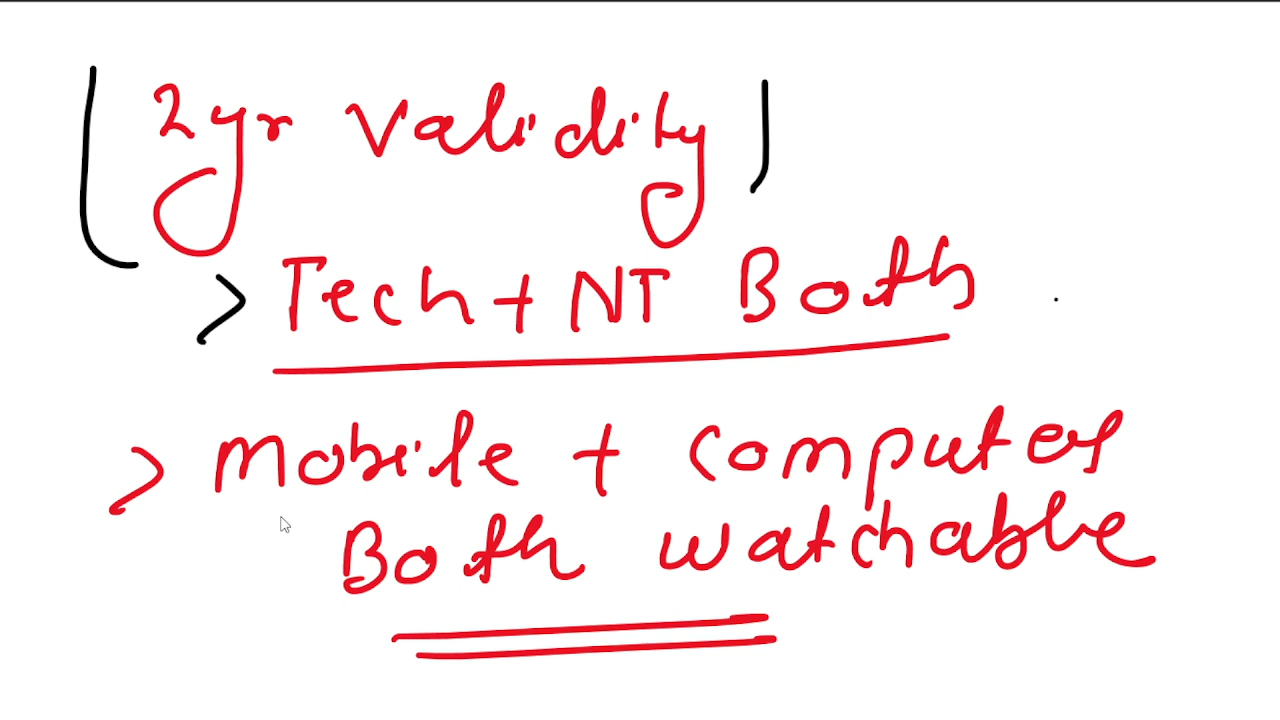 (2yr Validity)
> Tech + NT Both
> Mobile + Computer
Both watchable